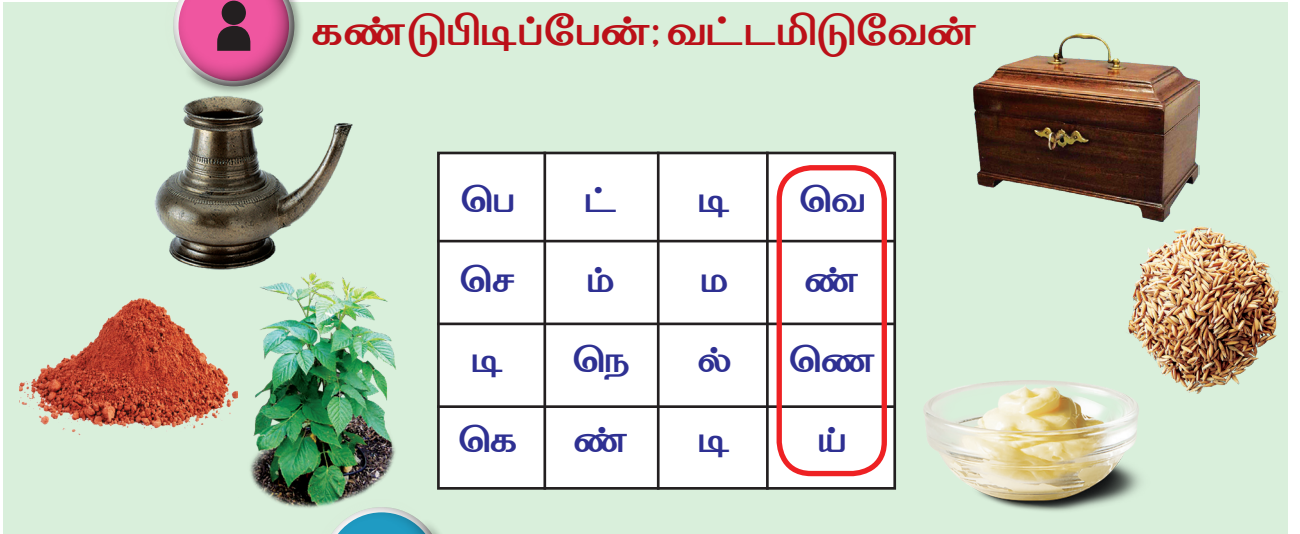 கண்டுபிடிப்பேன்; வட்டமிடுவேன்
பெ ட் டி வெ
செ ம் ம ண்
டி நெ ல் ணெ
கெ ண் டி ய்